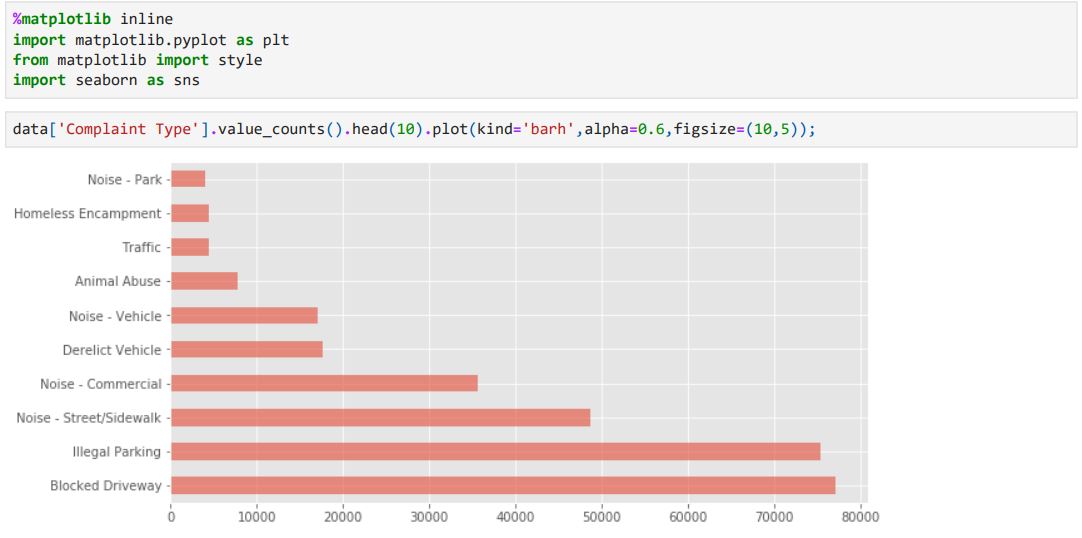 %matplotlib inline
import matplotlib.pyplot as plt
from matplotlib import style
import seaborn as sns
data['Complaint Type'].value_counts().head(10).plot(kind='barh',alpha=0.6,figsize=(10,5));
Noise - Park
Homeless Encampment
Traffic
Animal Abuse
Noise - Vehicle
Derelict Vehicle
Noise - Commercial
Noise - Street/Sidewalk
Illegal Parking
Blocked Driveway
0 10000 20000 30000 40000 50000 60000 70000 80000